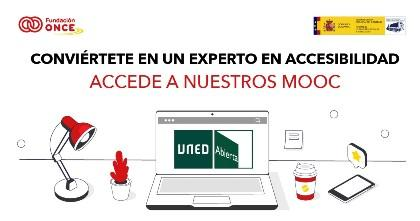 Fundación
ONCE
CONVIÉRTETE EN UN EXPERTO EN ACCESIBILIDAD
ACCEDE A NUESTROS MOOC
UNED Abierta